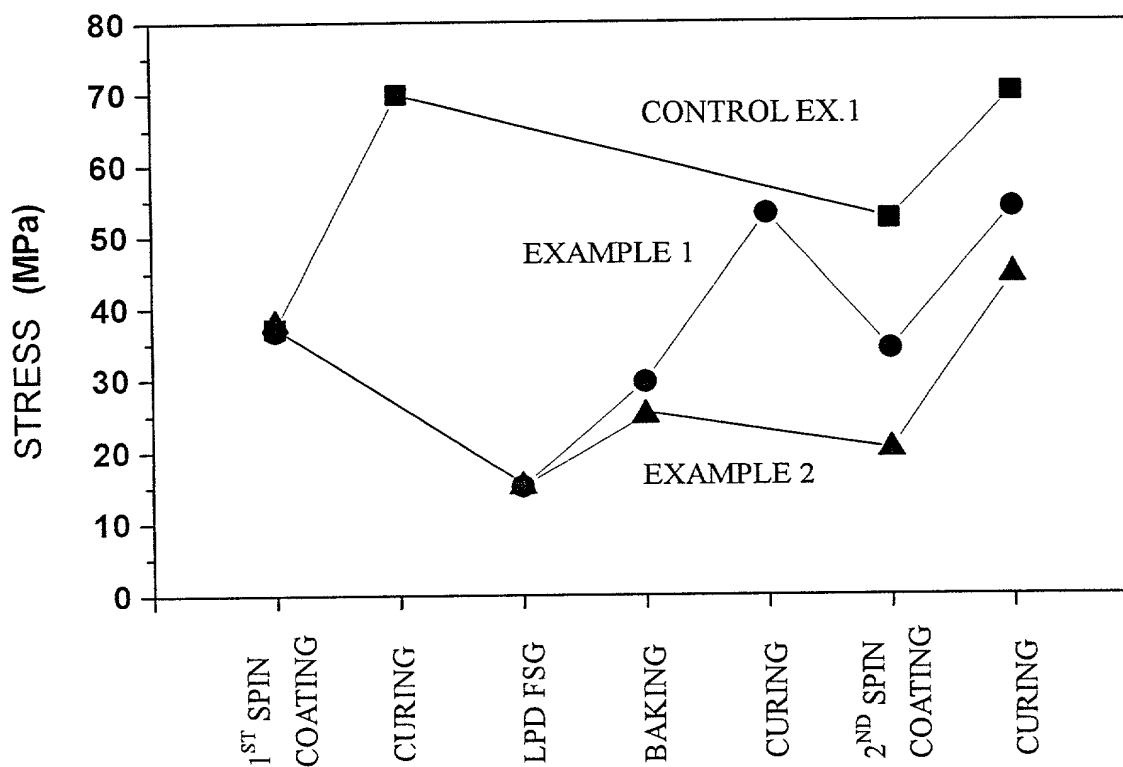 80
70
60
50
40
30
20
10
0
STRESS (MPa)
CONTROL EX.1
EXAMPLE 1
EXAMPLE 2
1ST SPIN
COATING
CURING
LPD FSG
BAKING
CURING
2ND SPIN
COATING
CURING